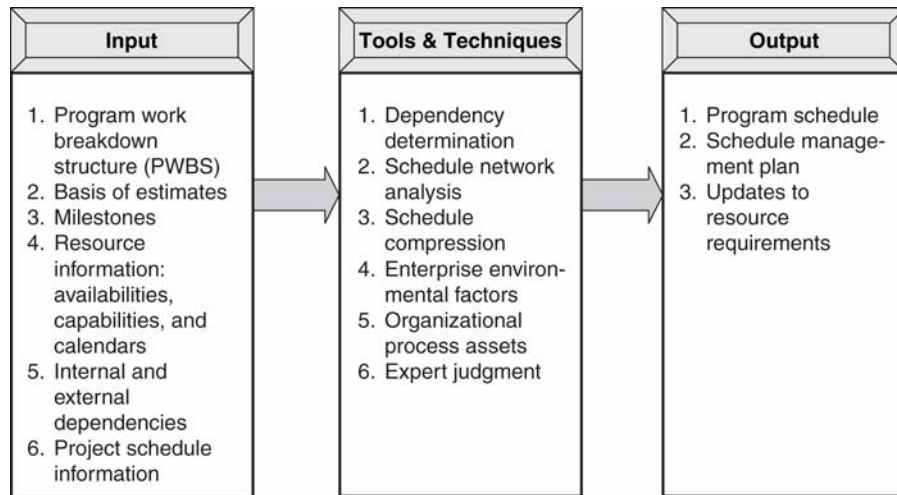 Input
1. Program work
breakdown
structure (PWBS)
2. Basis of estimates
3. Milestones
4. Resource
information:
availabilities,
capabilities, and
calendars
5. Internal and
external
dependencies
6. Project schedule
information
Tools & Techniques
1. Dependency
determination
2. Schedule network
analysis
3. Schedule
compression
4. Enterprise environ-
mental factors
5. Organizational
process assets
6. Expert judgment
Output
1. Program schedule
2. Schedule manage-
ment plan
3. Updates to
resource
requirements